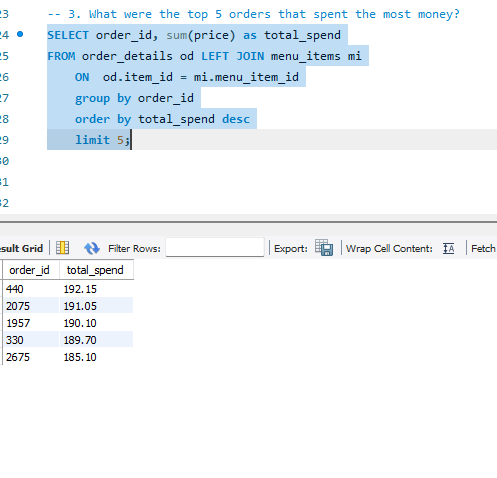 23 -- 3. What were the top 5 orders that spent the most money?
24 SELECT order_id, sum(price) as total_spend
25 FROM order_details od LEFT JOIN menu_items mi
26 ON od.item_id = mi.menu_item_id
27 group by order_id
28 order by total_spend desc
29 limit 5;
30
31
32
sult Grid Filter Rows: Export: Wrap Cell Content: IA Fetch
order_id total_spend
440 192.15
2075 191.05
1957 190.10
330 189.70
2675 185.10